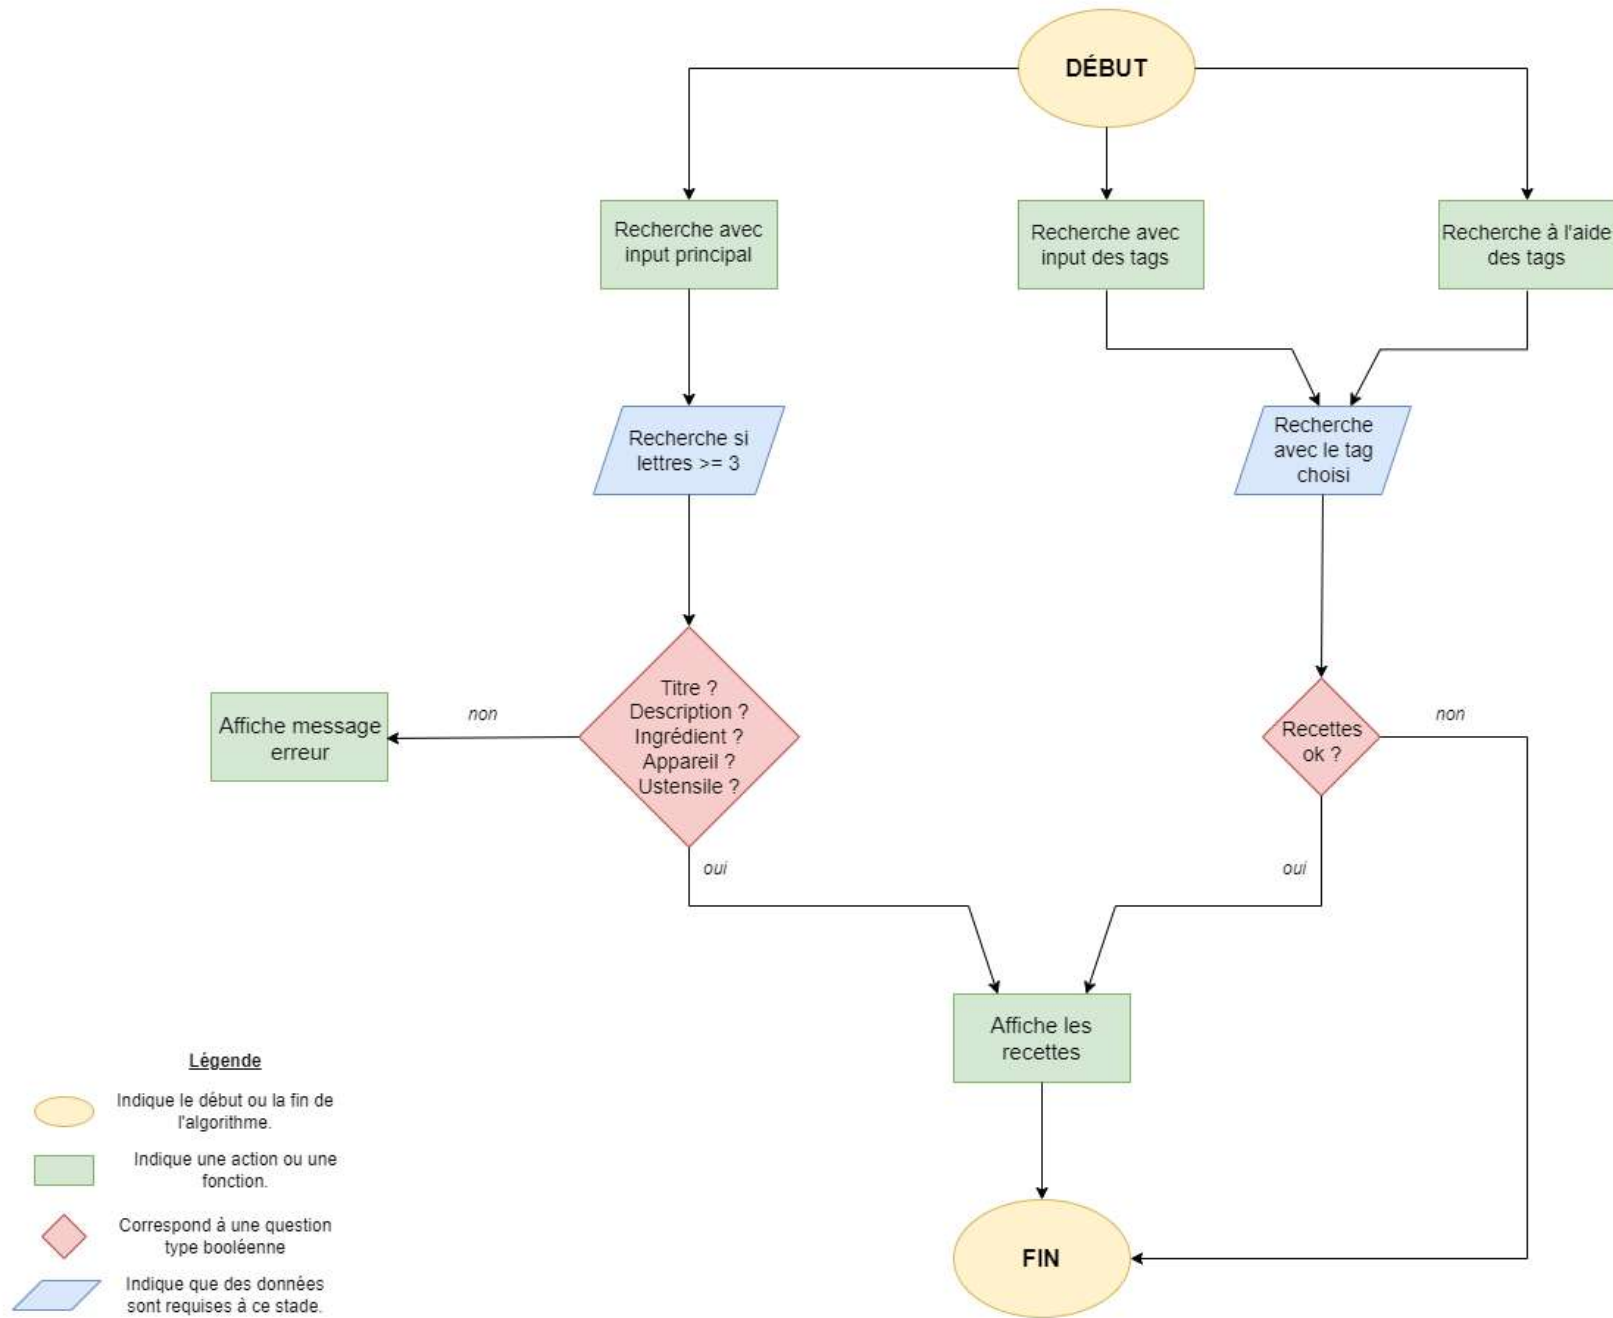 DÉBUT
Recherche avec
input principal
Recherche avec
input des tags
Recherche à l'aide
des tags
Recherche si
lettres >= 3
Recherche
avec le tag
choisi
Titre ?
Description ?
Ingrédient ?
Appareil ?
Ustensile ?
non
Affiche message
erreur
Recettes
ok ?
non
oui
oui
Affiche les
recettes
FIN
Légende
Indique le début ou la fin de
l'algorithme.
Indique une action ou une
fonction.
Correspond à une question
type booléenne
Indique que des données
sont requises à ce stade.